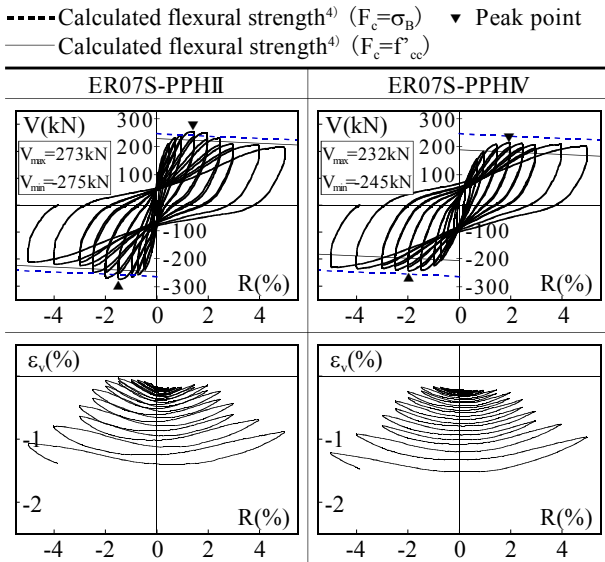 Calculated flexural strength4) (Fc=σB) ▼ Peak point
Calculated flexural strength4) (Fc=f'cc)
ER07S-PPHⅡ ER07S-PPHⅣ
V(kN) 300 V(kN) 300
Vmax=273kN 200 Vmax=232kN 200
Vmin=-275kN 100 Vmin=-245kN 100
-100 -100
-200 -200
R(%) -300 R(%) -300 R(%)
-4 -2 0 2 4 -4 -2 0 2 4
εv(%) εv(%)
-1 -1
-2 R(%) -2 R(%)
-4 -2 0 2 4 -4 -2 0 2 4